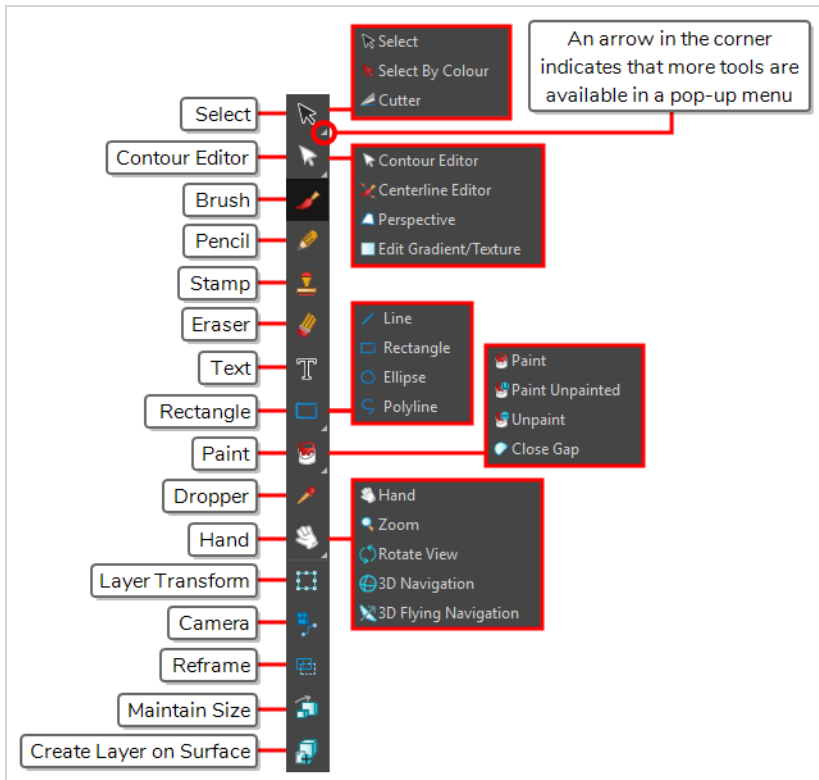 An arrow in the corner
indicates that more tools are
available in a pop-up menu
Select
Select By Colour
Cutter
Select
Contour Editor
Brush
Pencil
Stamp
Eraser
Text
Rectangle
Paint
Dropper
Hand
Layer Transform
Camera
Reframe
Maintain Size
Create Layer on Surface
Contour Editor
Centerline Editor
Perspective
Edit Gradient/Texture
Line
Rectangle
Ellipse
Polyline
Paint
Paint Unpainted
Unpaint
Close Gap
Hand
Zoom
Rotate View
3D Navigation
3D Flying Navigation